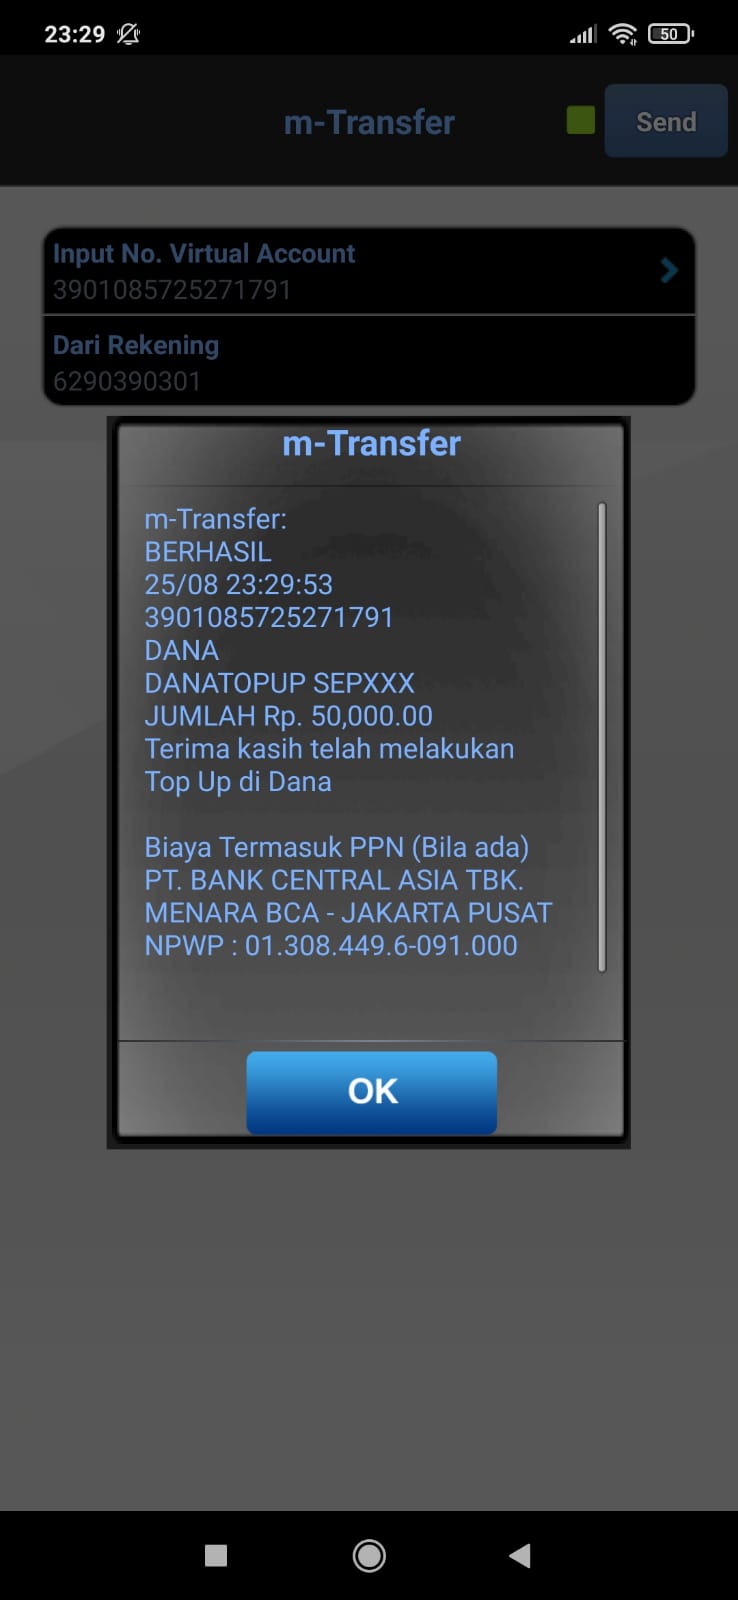 23:29
50
m-Transfer
Send
Input No. Virtual Account
3901085725271791
Dari Rekening
6290390301
m-Transfer
m-Transfer:
BERHASIL
25/08 23:29:53
3901085725271791
DANA
DANATOPUP SEPXXX
JUMLAH Rp. 50,000.00
Terima kasih telah melakukan
Top Up di Dana
Biaya Termasuk PPN (Bila ada)
PT. BANK CENTRAL ASIA TBK.
MENARA BCA - JAKARTA PUSAT
NPWP : 01.308.449.6-091.000
OK